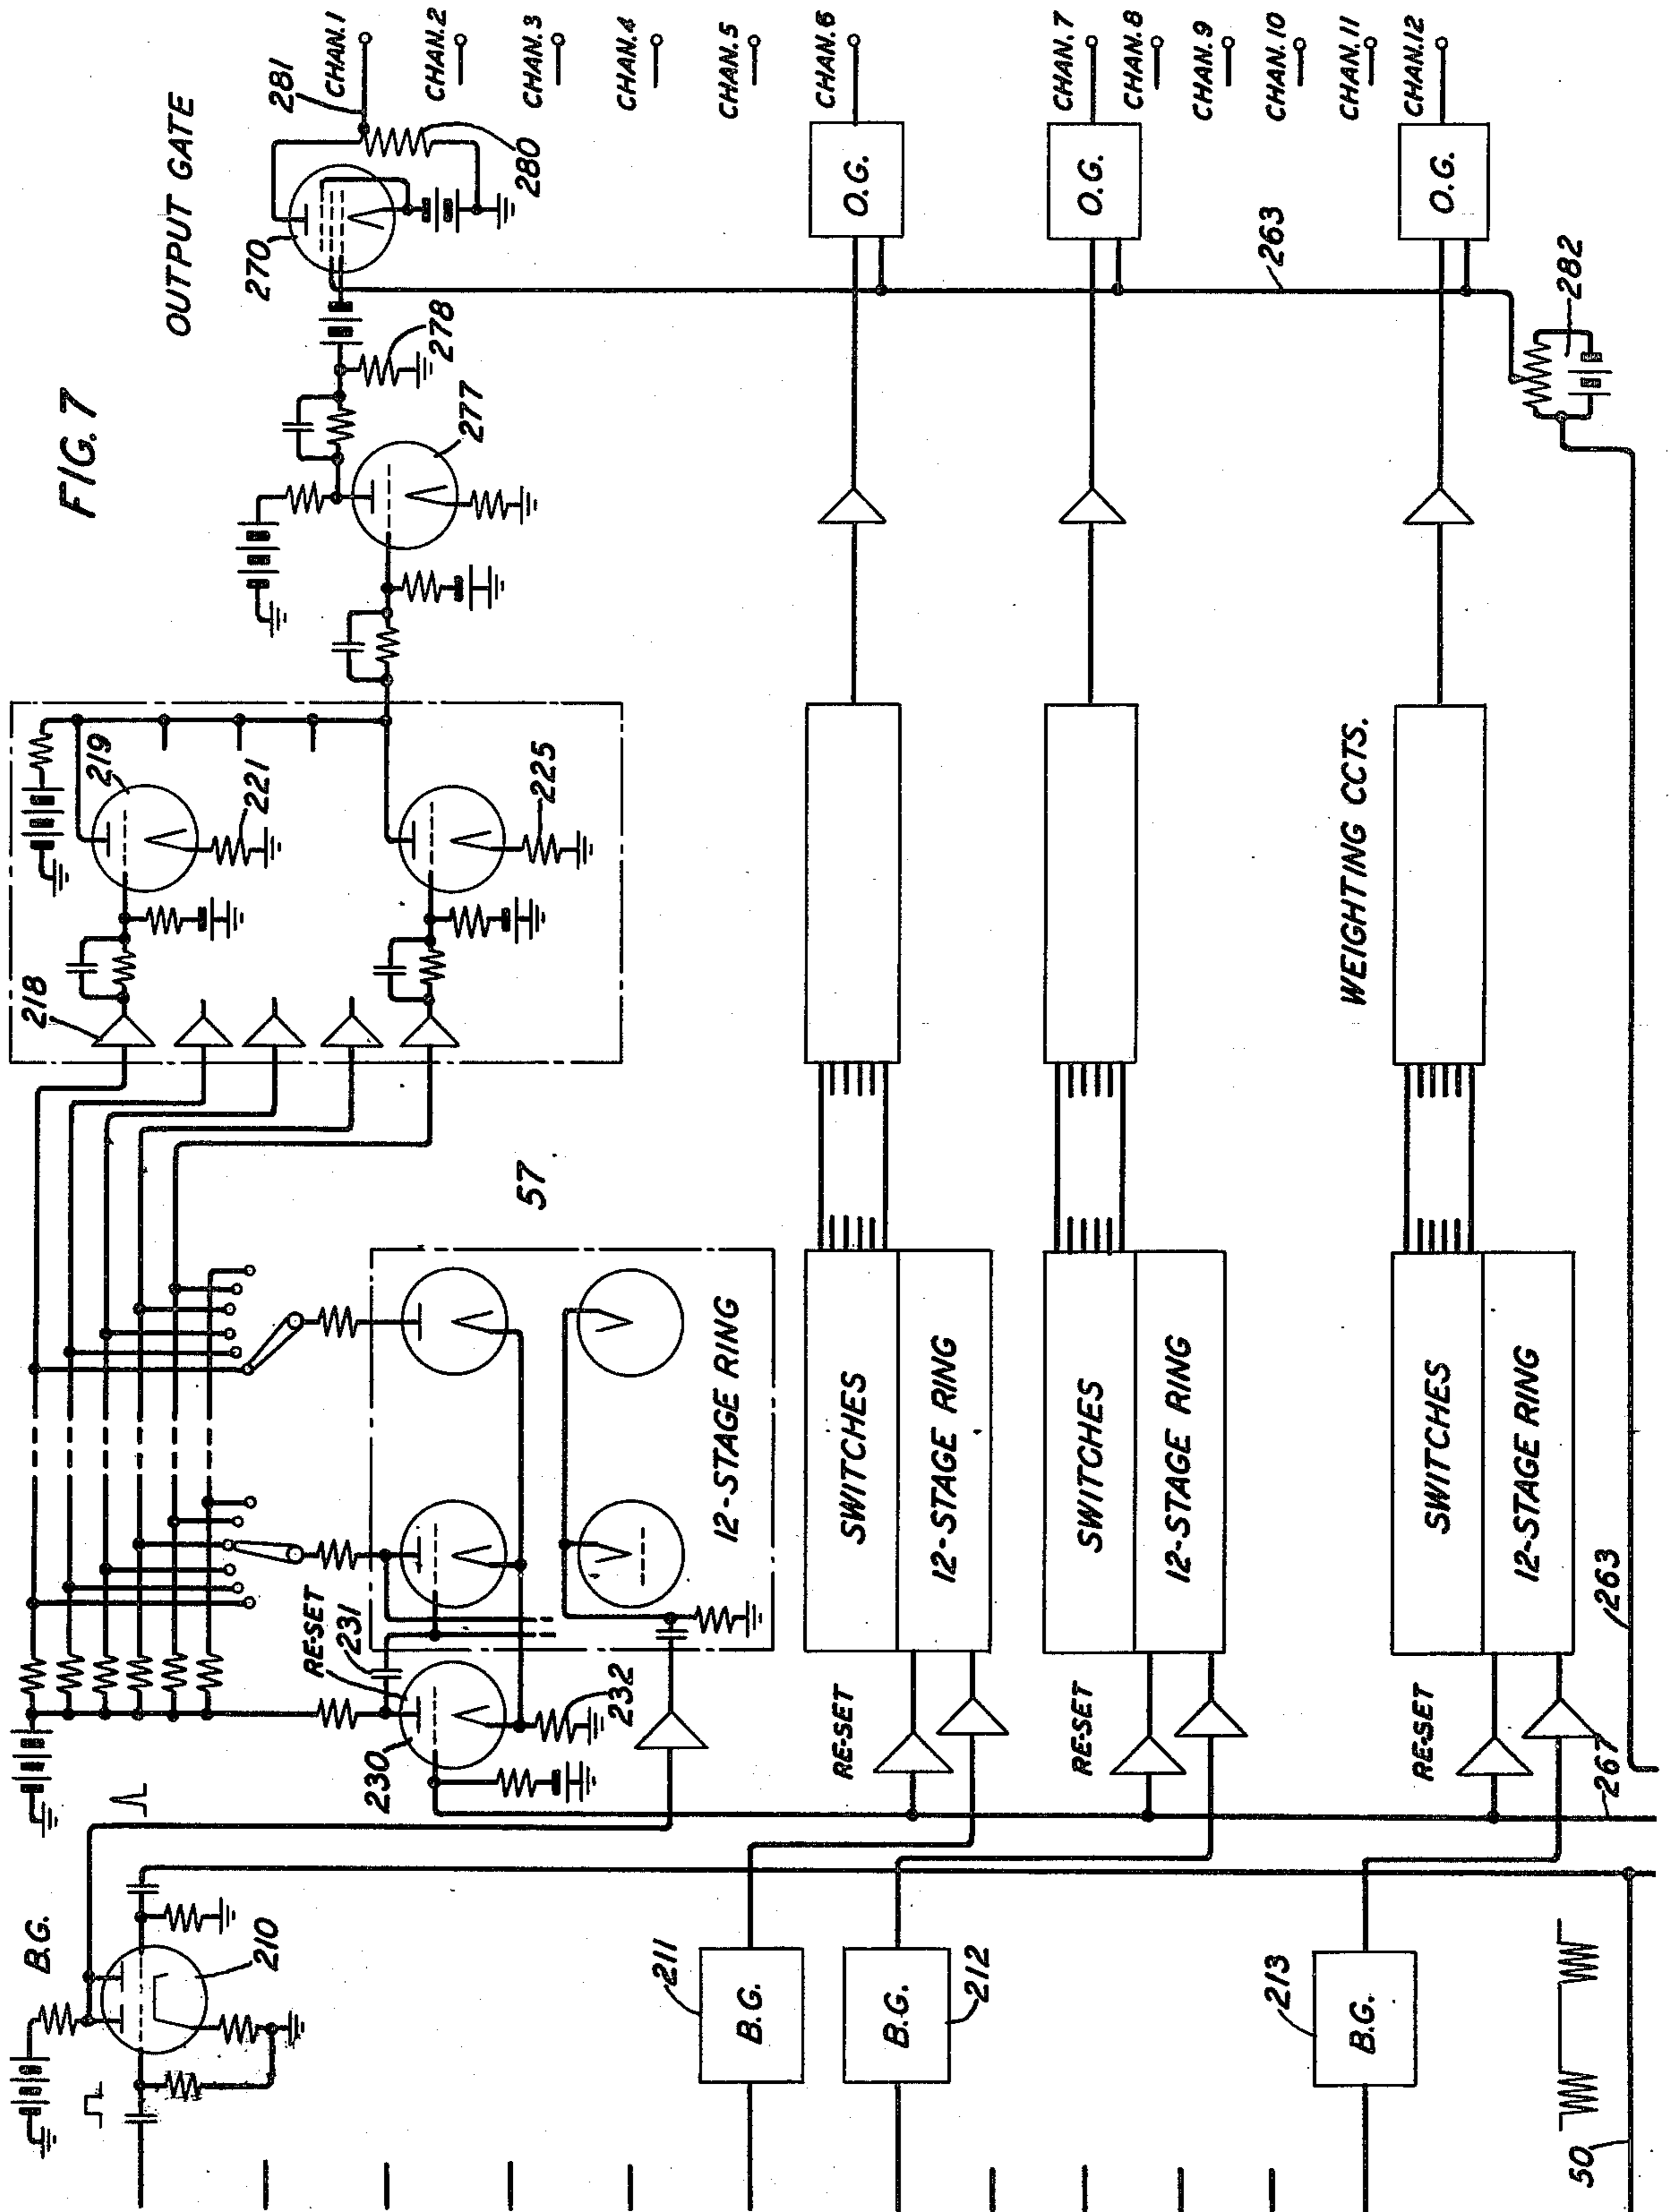 FIG. 7
OUTPUT GATE
B.G.
210
RE-SET
230
231
232
218
219
221
225
277
278
270
280
281
CHAN. 1
CHAN. 2
CHAN. 3
CHAN. 4
CHAN. 5
CHAN. 6
57
12-STAGE RING
211
B.G.
RE-SET
SWITCHES
12-STAGE RING
O.G.
212
B.G.
RE-SET
SWITCHES
12-STAGE RING
O.G.
CHAN. 7
CHAN. 8
CHAN. 9
CHAN. 10
CHAN. 11
CHAN. 12
263
WEIGHTING CCTS.
213
B.G.
RE-SET
SWITCHES
12-STAGE RING
O.G.
282
267
263
50